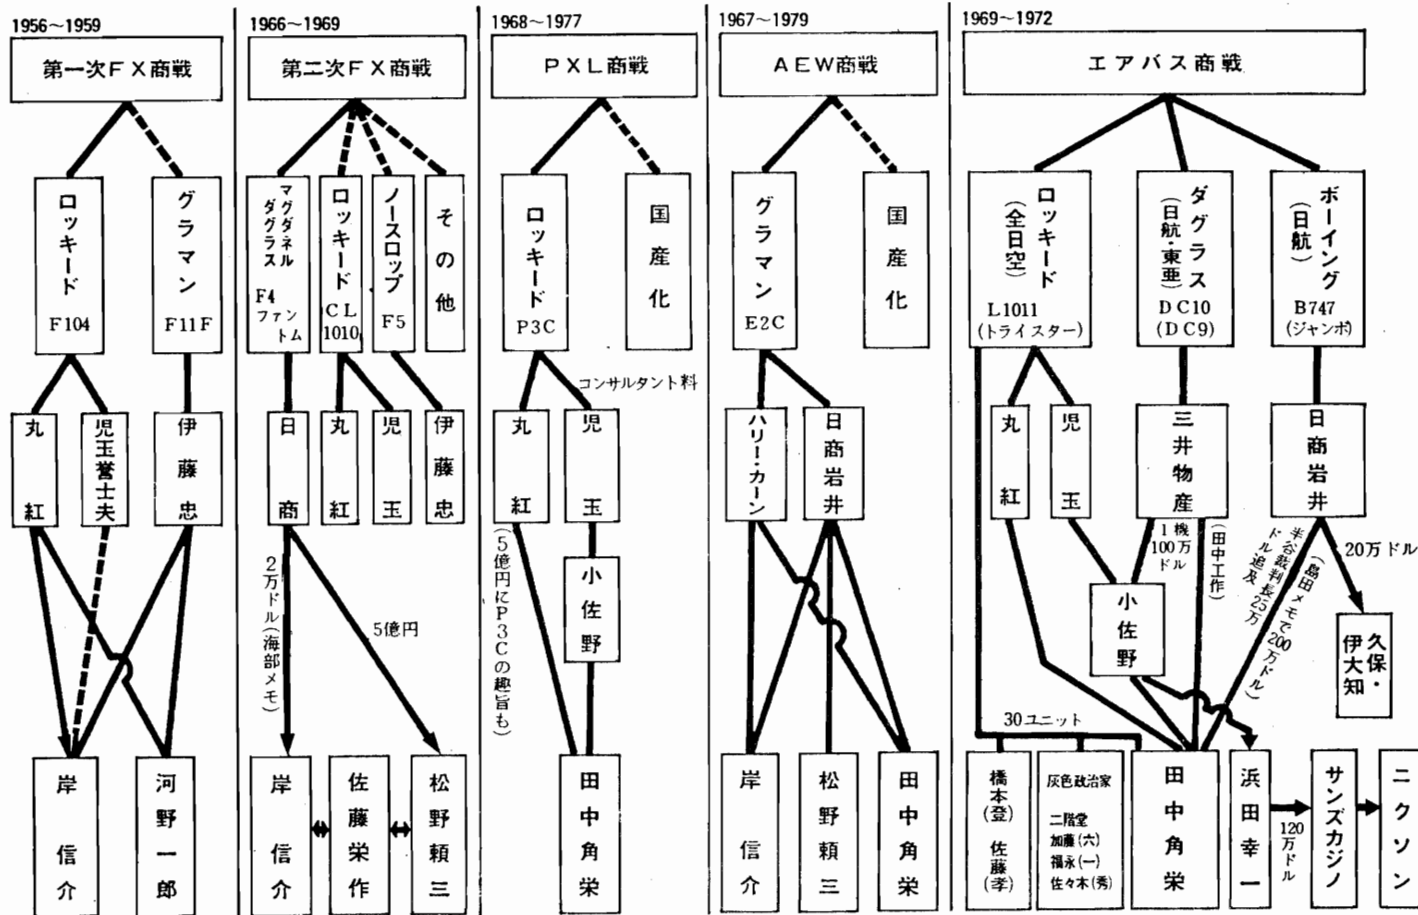 1956〜1959
第一次FX商戦
ロッキード
F104
グラマン
F11F
丸紅
児玉誉士夫
伊藤忠
岸信介
河野一郎
1966〜1969
第二次FX商戦
マグダネル
ダグラス
F4
ファン
トム
ロッキード
CL
1010
ノースロップ
F5
その他
日商
丸紅
児玉
伊藤忠
2万ドル(海部メモ)
5億円
岸信介
佐藤栄作
松野頼三
1968〜1977
PXL商戦
ロッキード
P3C
国産化
コンサルタント料
丸紅
児玉
(5億円にP3Cの趣旨も)
小佐野
田中角栄
1967〜1979
AEW商戦
グラマン
E2C
国産化
ハリー・カーン
日商岩井
岸信介
松野頼三
田中角栄
1969〜1972
エアバス商戦
ロッキード
(全日空)
L1011
(トライスター)
ダグラス
(日航・東亜)
DC10
(DC9)
ボーイング
(日航)
B747
(ジャンボ)
丸紅
児玉
三井物産
日商岩井
1機
100万
ドル
(田中工作)
半谷裁判長25万
ドル追及
(島田メモで200万ドル)
20万ドル
小佐野
久保・
伊大知
30ユニット
橋本(登)
佐藤(孝)
灰色政治家
二階堂
加藤(六)
福永(一)
佐々木(秀)
田中角栄
浜田幸一
120
万ドル
サンズカジノ
ニクソン